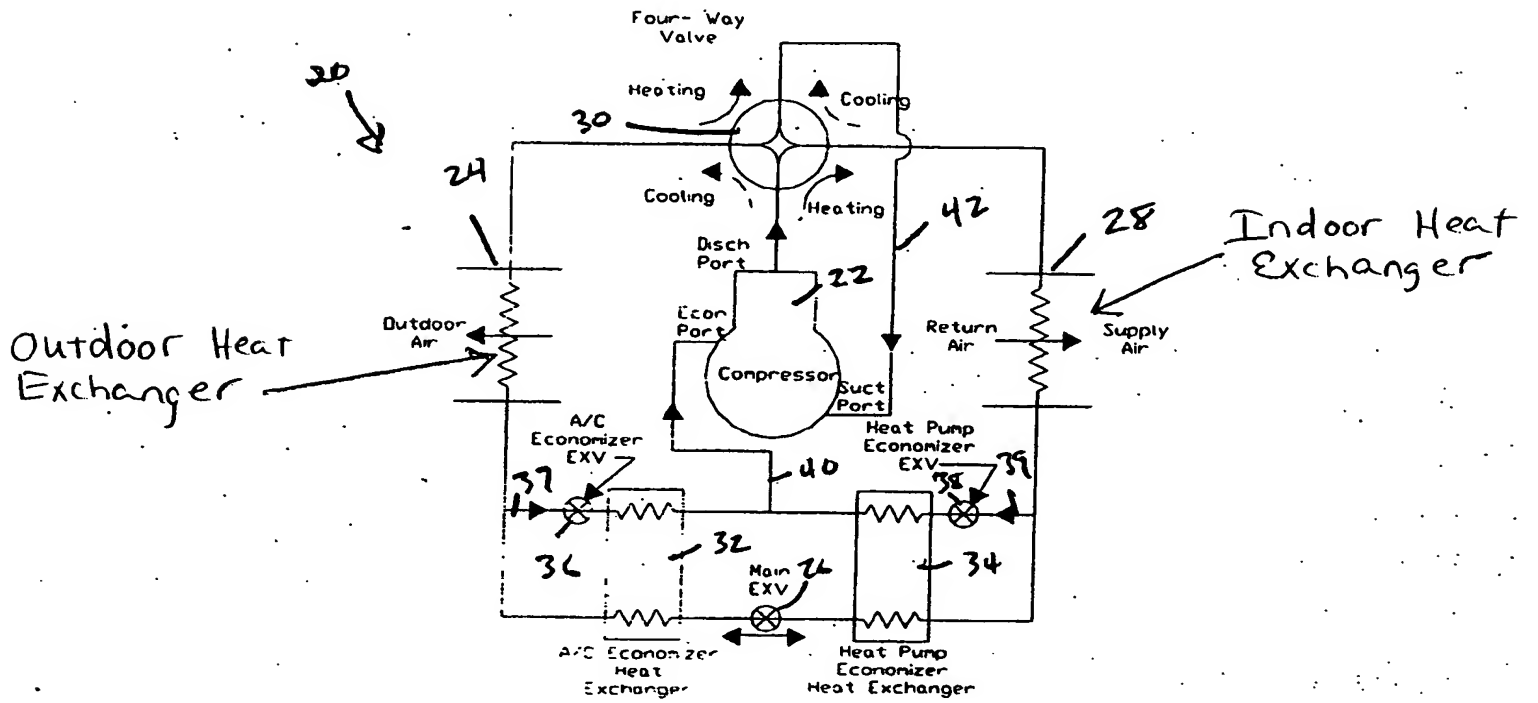 Four- Way
Valve
20
Heating
Cooling
30
24
Cooling
Heating
42
28
Indoor Heat
Exchanger
Disch
Port
22
Econ
Port
Outdoor
Air
Return
Air
Supply
Air
Outdoor Heat
Exchanger
Compressor
Suct
Port
A/C
Economizer
EXV
Heat Pump
Economizer
EXV
37
40
38
39
36
32
Main
EXV
26
34
A/C Economizer
Heat
Exchanger
Heat Pump
Economizer
Heat Exchanger